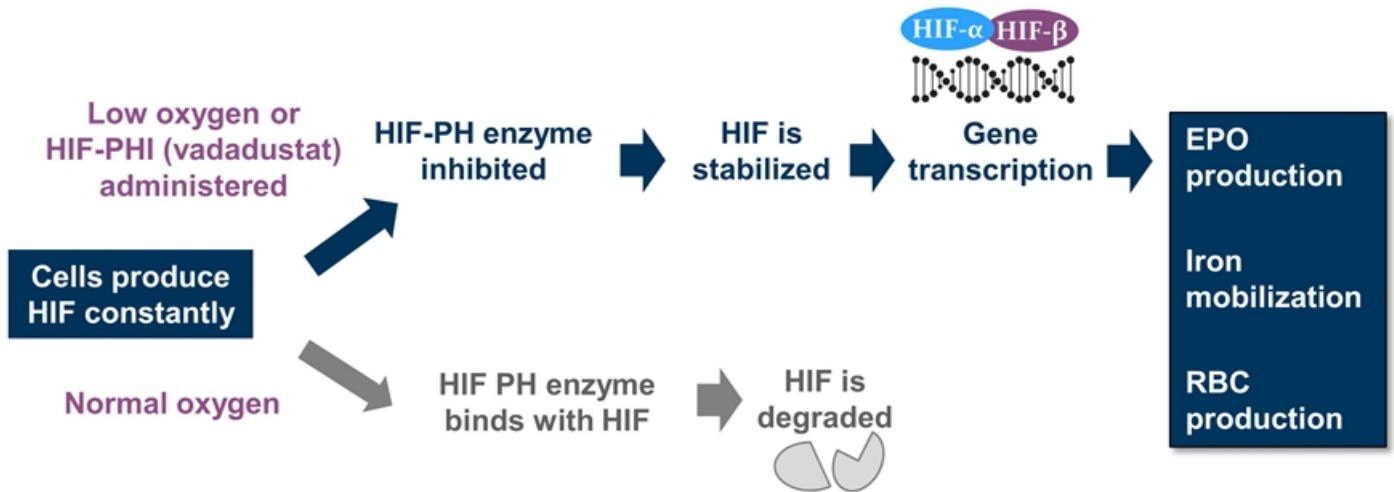 HIF-α HIF-β
Low oxygen or
HIF-PHI (vadadustat)
administered
HIF-PH enzyme
inhibited
HIF is
stabilized
Gene
transcription
EPO
production
Iron
mobilization
RBC
production
Cells produce
HIF constantly
Normal oxygen
HIF PH enzyme
binds with HIF
HIF is
degraded